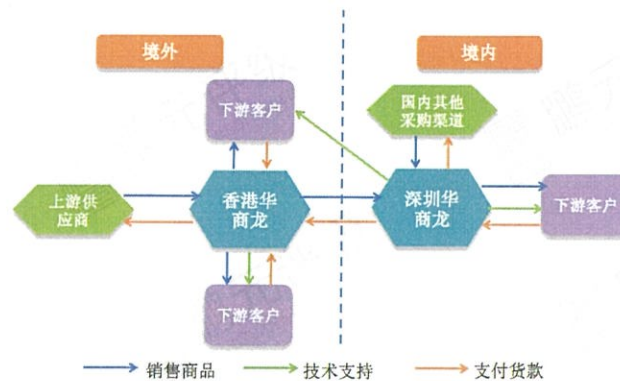 境外
境内
下游客户
国内其他
采购渠道
上游供
应商
香港华
商龙
深圳华
商龙
下游客户
下游客户
销售商品
技术支持
支付货款